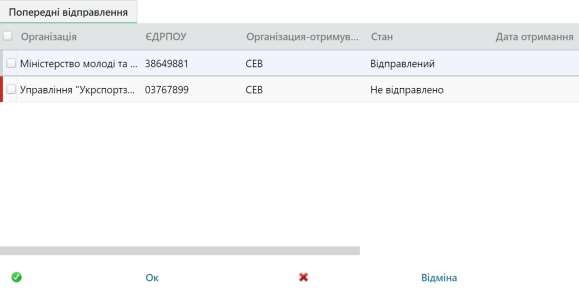 Попередні відправлення
Організація ЄДРПОУ Организация-отримув... Стан Дата отримання
Міністерство молоді та ... 38649881 СЕВ Відправлений
Управління "Укрспортз... 03767899 СЕВ Не відправлено
Ок Відміна